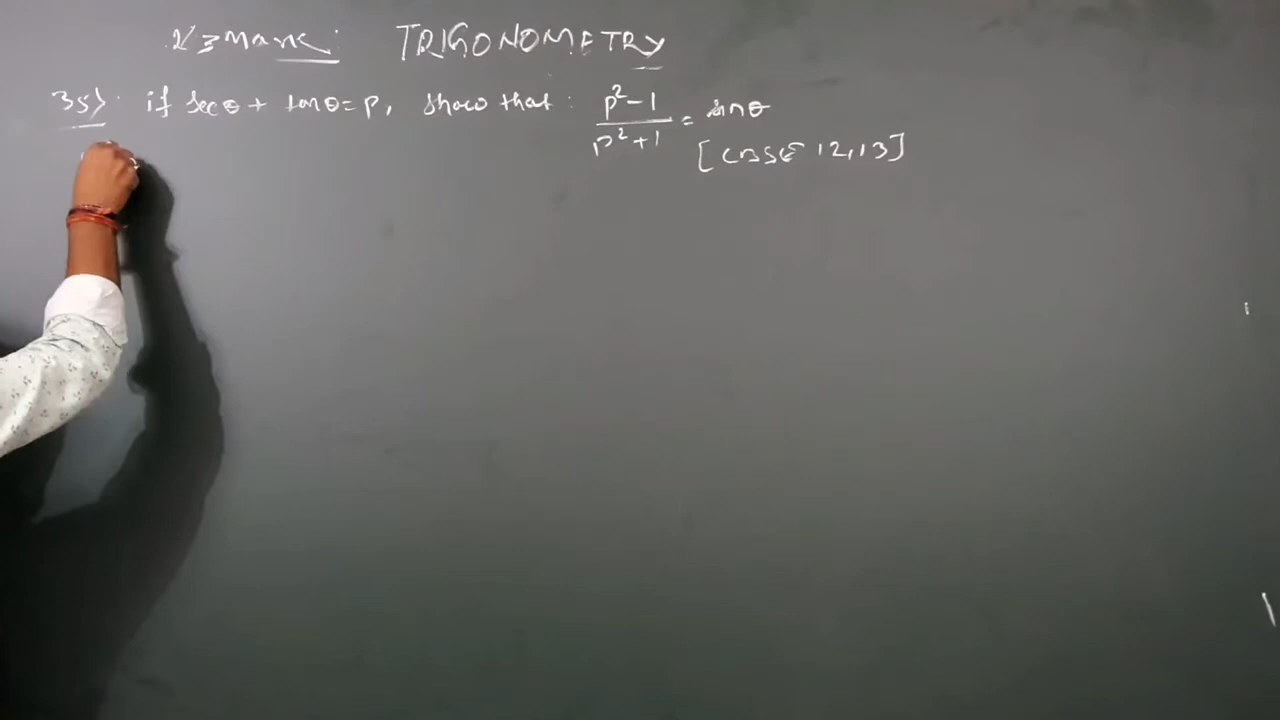 3 mark: TRIGONOMETRY
35) if secθ + tanθ = p, show that : p²-1 / p²+1 = sinθ
[CBSE 12,13]